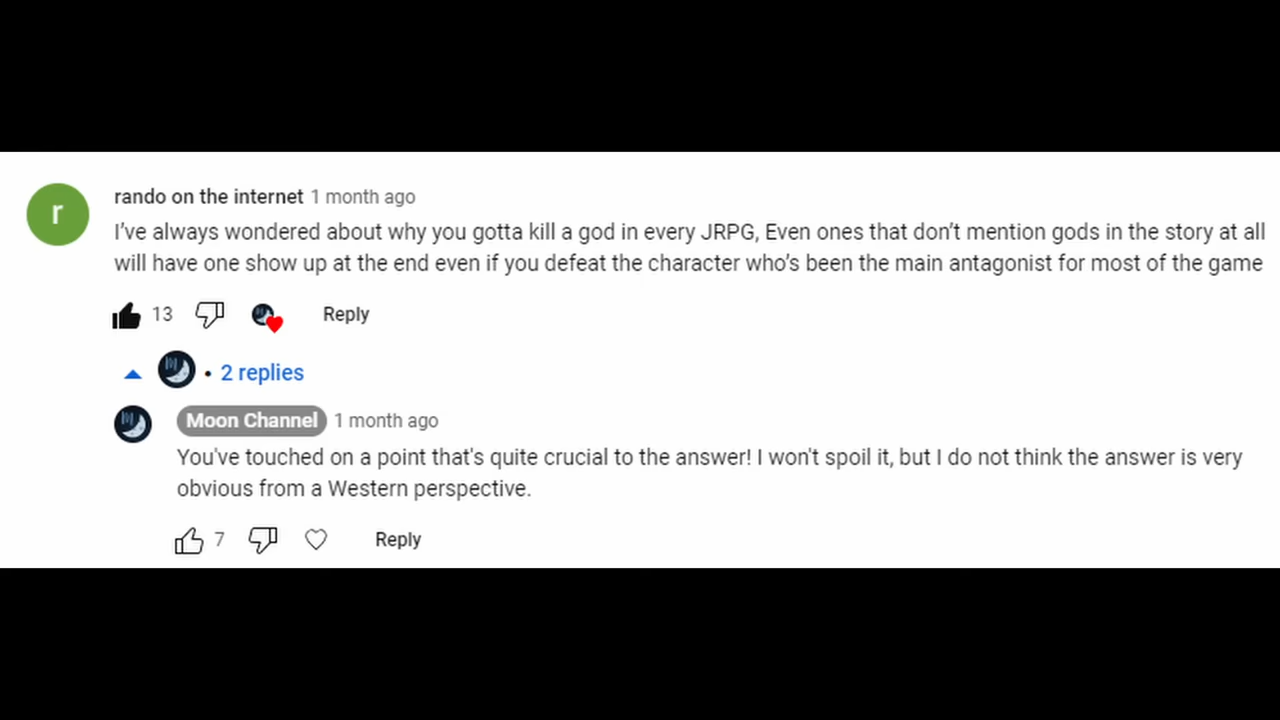 r
rando on the internet 1 month ago
I’ve always wondered about why you gotta kill a god in every JRPG, Even ones that don’t mention gods in the story at all
will have one show up at the end even if you defeat the character who’s been the main antagonist for most of the game
13 Reply
• 2 replies
Moon Channel 1 month ago
You've touched on a point that's quite crucial to the answer! I won't spoil it, but I do not think the answer is very
obvious from a Western perspective.
7 Reply